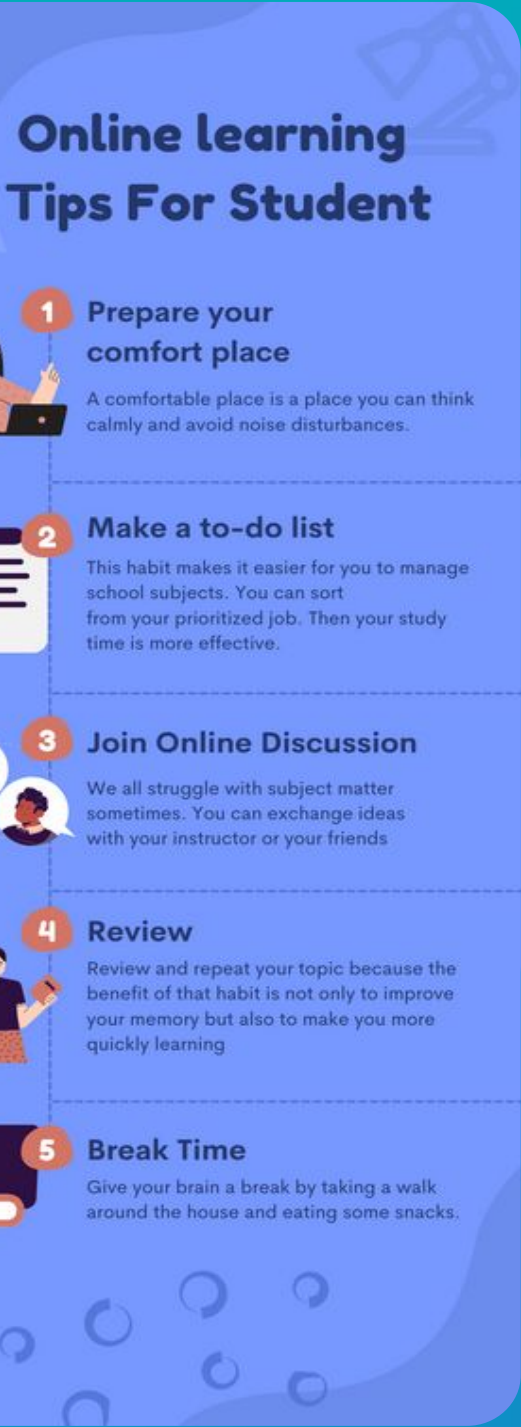 Online learning
Tips For Student
1
Prepare your
comfort place
A comfortable place is a place you can think
calmly and avoid noise disturbances.
2
Make a to-do list
This habit makes it easier for you to manage
school subjects. You can sort
from your prioritized job. Then your study
time is more effective.
3
Join Online Discussion
We all struggle with subject matter
sometimes. You can exchange ideas
with your instructor or your friends
4
Review
Review and repeat your topic because the
benefit of that habit is not only to improve
your memory but also to make you more
quickly learning
5
Break Time
Give your brain a break by taking a walk
around the house and eating some snacks.